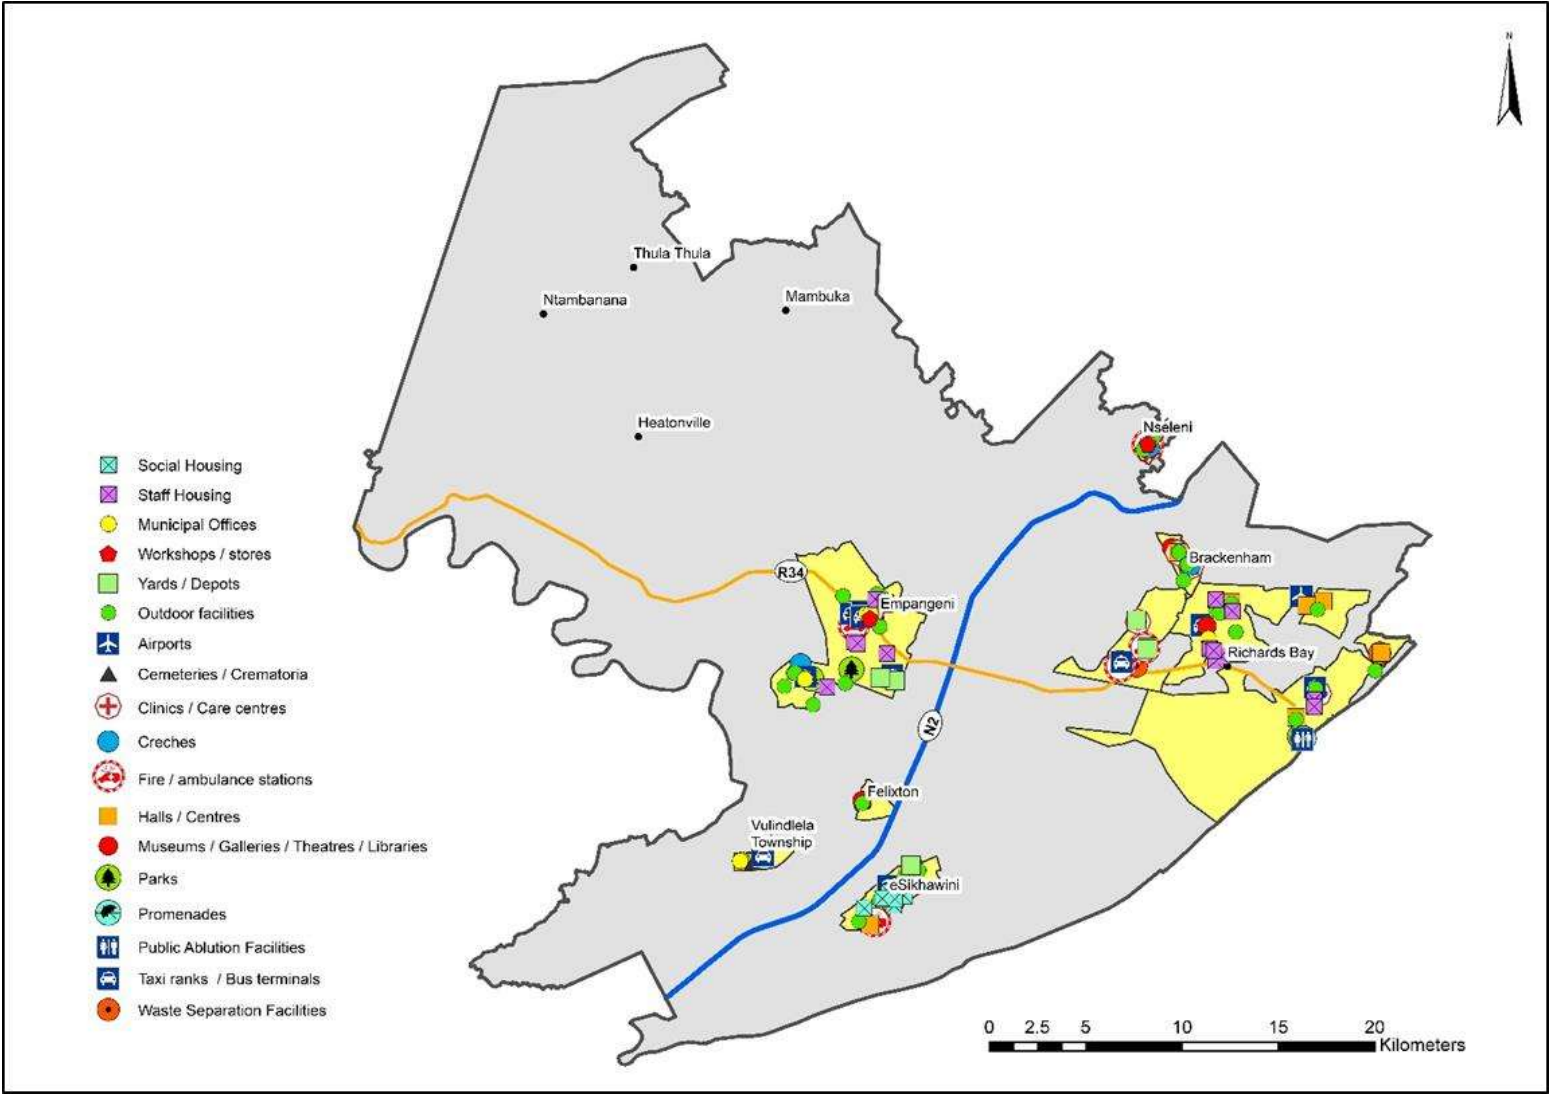 N
Thula Thula
Ntambanana
Mambuka
Heatonville
Nseleni
Brackenham
R34
Empangeni
Richards Bay
N2
Felixton
Vulindlela
Township
eSikhawini
Social Housing
Staff Housing
Municipal Offices
Workshops / stores
Yards / Depots
Outdoor facilities
Airports
Cemeteries / Crematoria
Clinics / Care centres
Creches
Fire / ambulance stations
Halls / Centres
Museums / Galleries / Theatres / Libraries
Parks
Promenades
Public Ablution Facilities
Taxi ranks / Bus terminals
Waste Separation Facilities
0 2.5 5 10 15 20
Kilometers